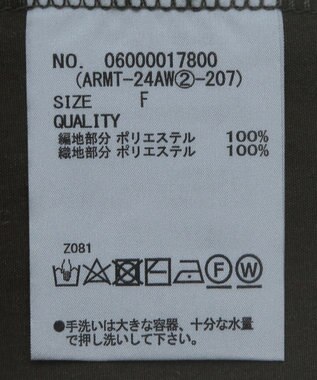 NO. 06000017800
(ARMT-24AW②-207)
SIZE F
QUALITY
編地部分 ポリエステル 100%
織地部分 ポリエステル 100%
Z081
F W
●手洗いは大きな容器、十分な水量
で押し洗いして下さい。